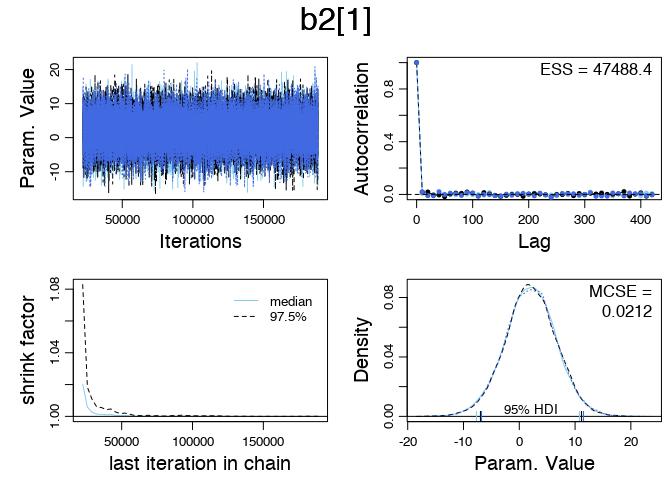 b2[1]
Param. Value
-10 0 10 20
50000 100000 150000
Iterations
Autocorrelation
0.0 0.4 0.8
ESS = 47488.4
0 100 200 300 400
Lag
shrink factor
1.00 1.04 1.08
median
97.5%
50000 100000 150000
last iteration in chain
Density
0.00 0.04 0.08
MCSE =
0.0212
95% HDI
-20 -10 0 10 20
Param. Value